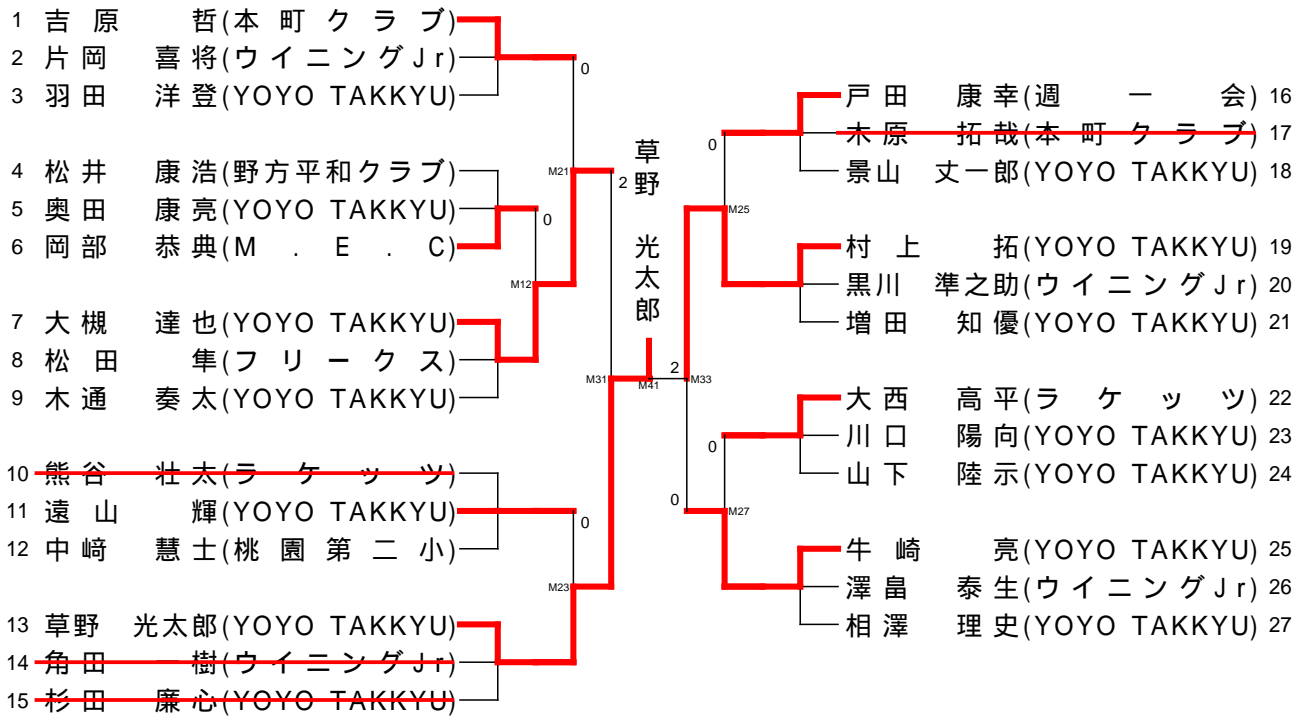 1 吉原 哲(本町クラブ)
2 片岡 喜将(ウイニングJr)
3 羽田 洋登(YOYO TAKKYU)
4 松井 康浩(野方平和クラブ)
5 奥田 康亮(YOYO TAKKYU)
6 岡部 恭典(M.E.C)
7 大槻 達也(YOYO TAKKYU)
8 松田 隼(フリークス)
9 木通 奏太(YOYO TAKKYU)
10 熊谷 壮太(ラケッツ)
11 遠山 輝(YOYO TAKKYU)
12 中﨑 慧士(桃園第二小)
13 草野 光太郎(YOYO TAKKYU)
14 角田 一樹(ウイニングJr)
15 杉田 廉心(YOYO TAKKYU)
0
M21
0
M12
2
M31
0
M23
草野 光太郎
M41
2
M33
0
M25
0
0
M27
戸田 康幸(週一会) 16
木原 拓哉(本町クラブ) 17
景山 丈一郎(YOYO TAKKYU) 18
村上 拓(YOYO TAKKYU) 19
黒川 準之助(ウイニングJr) 20
増田 知優(YOYO TAKKYU) 21
大西 高平(ラケッツ) 22
川口 陽向(YOYO TAKKYU) 23
山下 陸示(YOYO TAKKYU) 24
牛崎 亮(YOYO TAKKYU) 25
澤畠 泰生(ウイニングJr) 26
相澤 理史(YOYO TAKKYU) 27